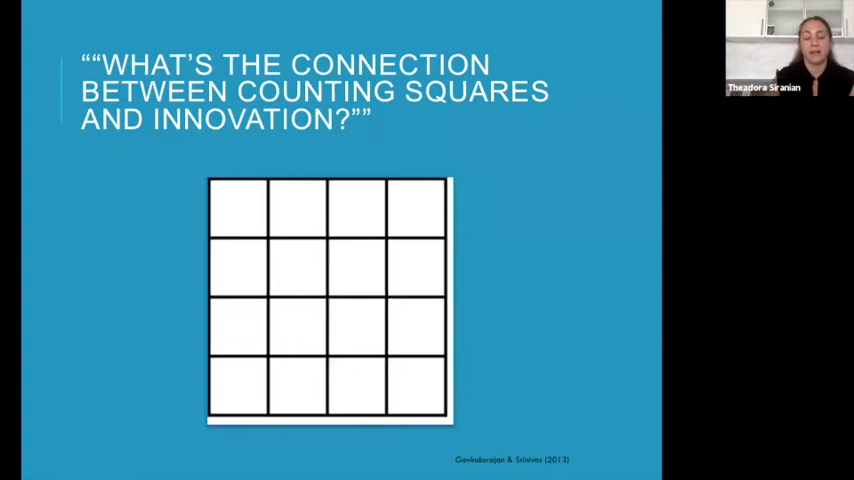 ““WHAT’S THE CONNECTION
BETWEEN COUNTING SQUARES
AND INNOVATION?””
Theadora Siranian
Govindarajan & Srinivas (2013)